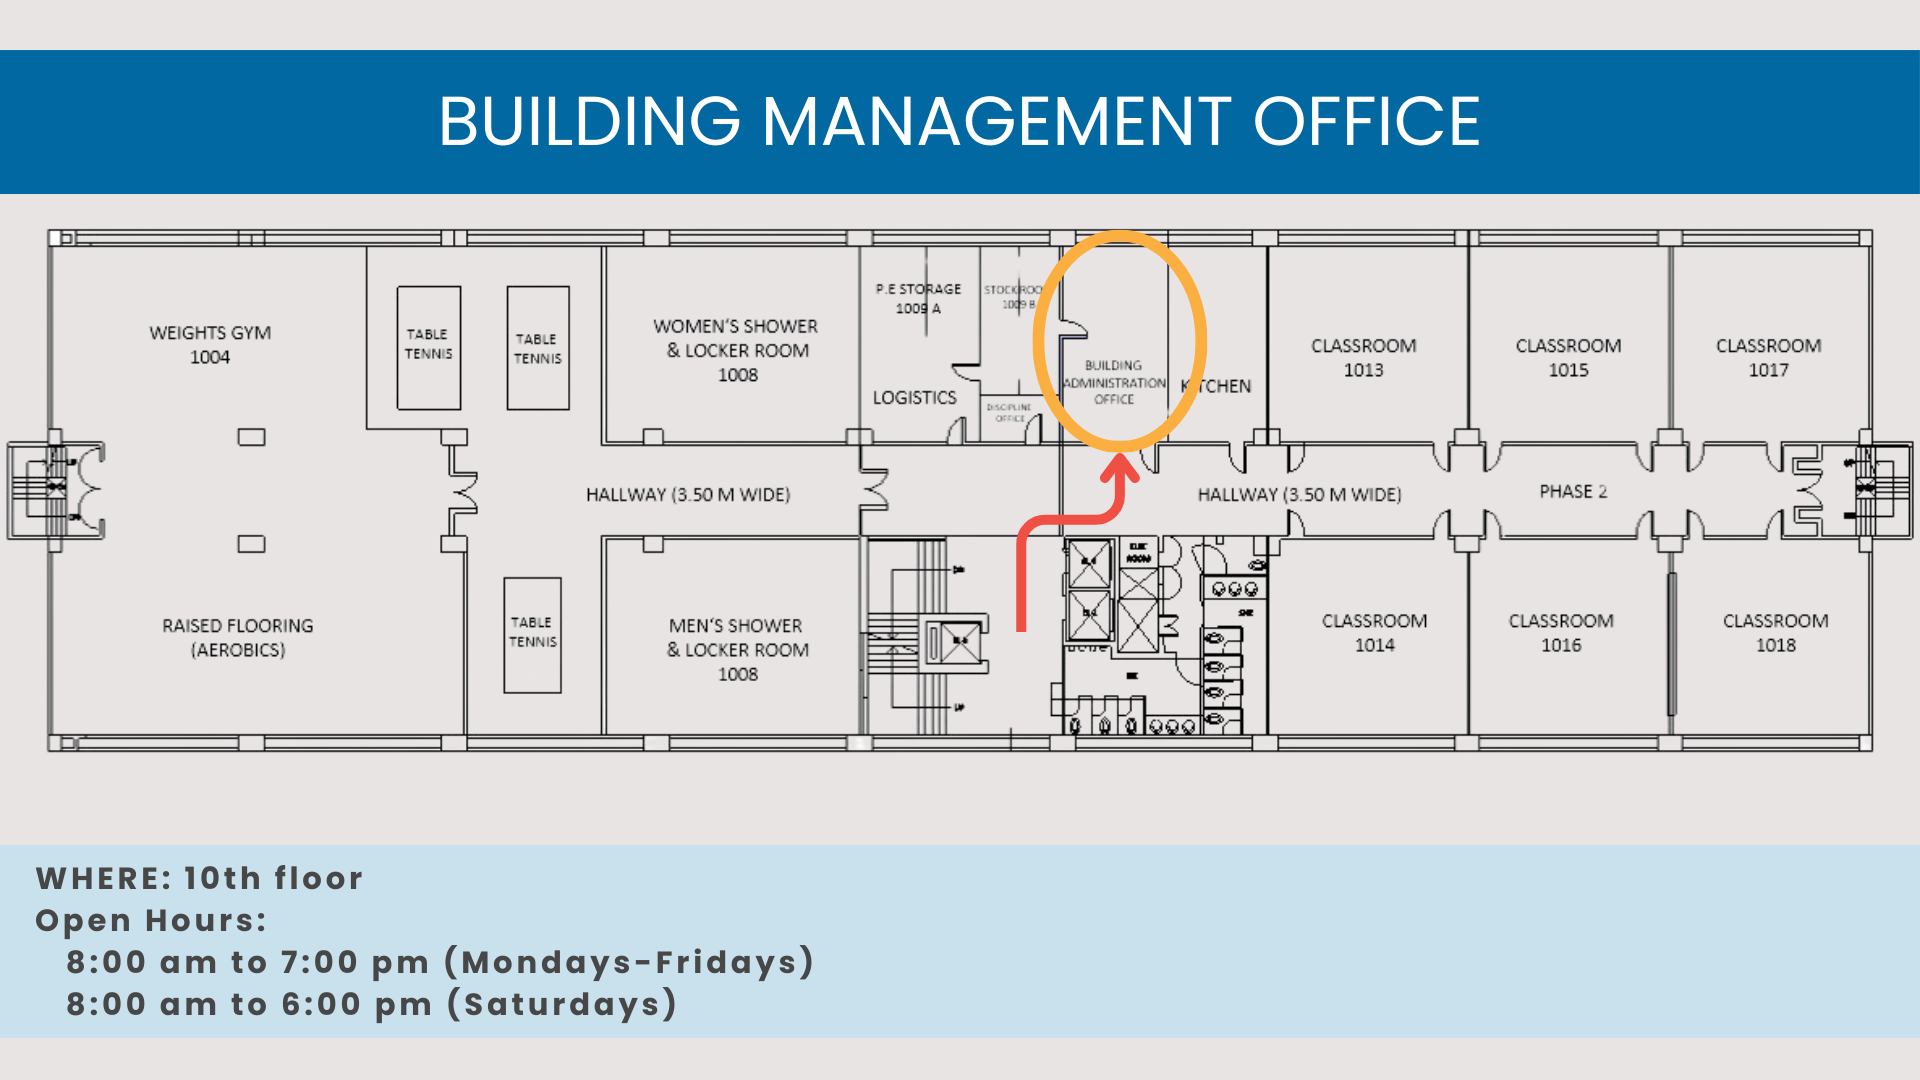 BUILDING MANAGEMENT OFFICE
WEIGHTS GYM
1004
TABLE
TENNIS
TABLE
TENNIS
WOMEN'S SHOWER
& LOCKER ROOM
1008
P.E STORAGE
1009 A
LOGISTICS
STOCKROO
1009 B
DISCIPLINE
OFFICE
BUILDING
ADMINISTRATION
OFFICE
KITCHEN
CLASSROOM
1013
CLASSROOM
1015
CLASSROOM
1017
HALLWAY (3.50 M WIDE)
HALLWAY (3.50 M WIDE)
PHASE 2
RAISED FLOORING
(AEROBICS)
TABLE
TENNIS
MEN'S SHOWER
& LOCKER ROOM
1008
ELEC
ROOM
CLASSROOM
1014
CLASSROOM
1016
CLASSROOM
1018
WHERE: 10th floor
Open Hours:
8:00 am to 7:00 pm (Mondays-Fridays)
8:00 am to 6:00 pm (Saturdays)